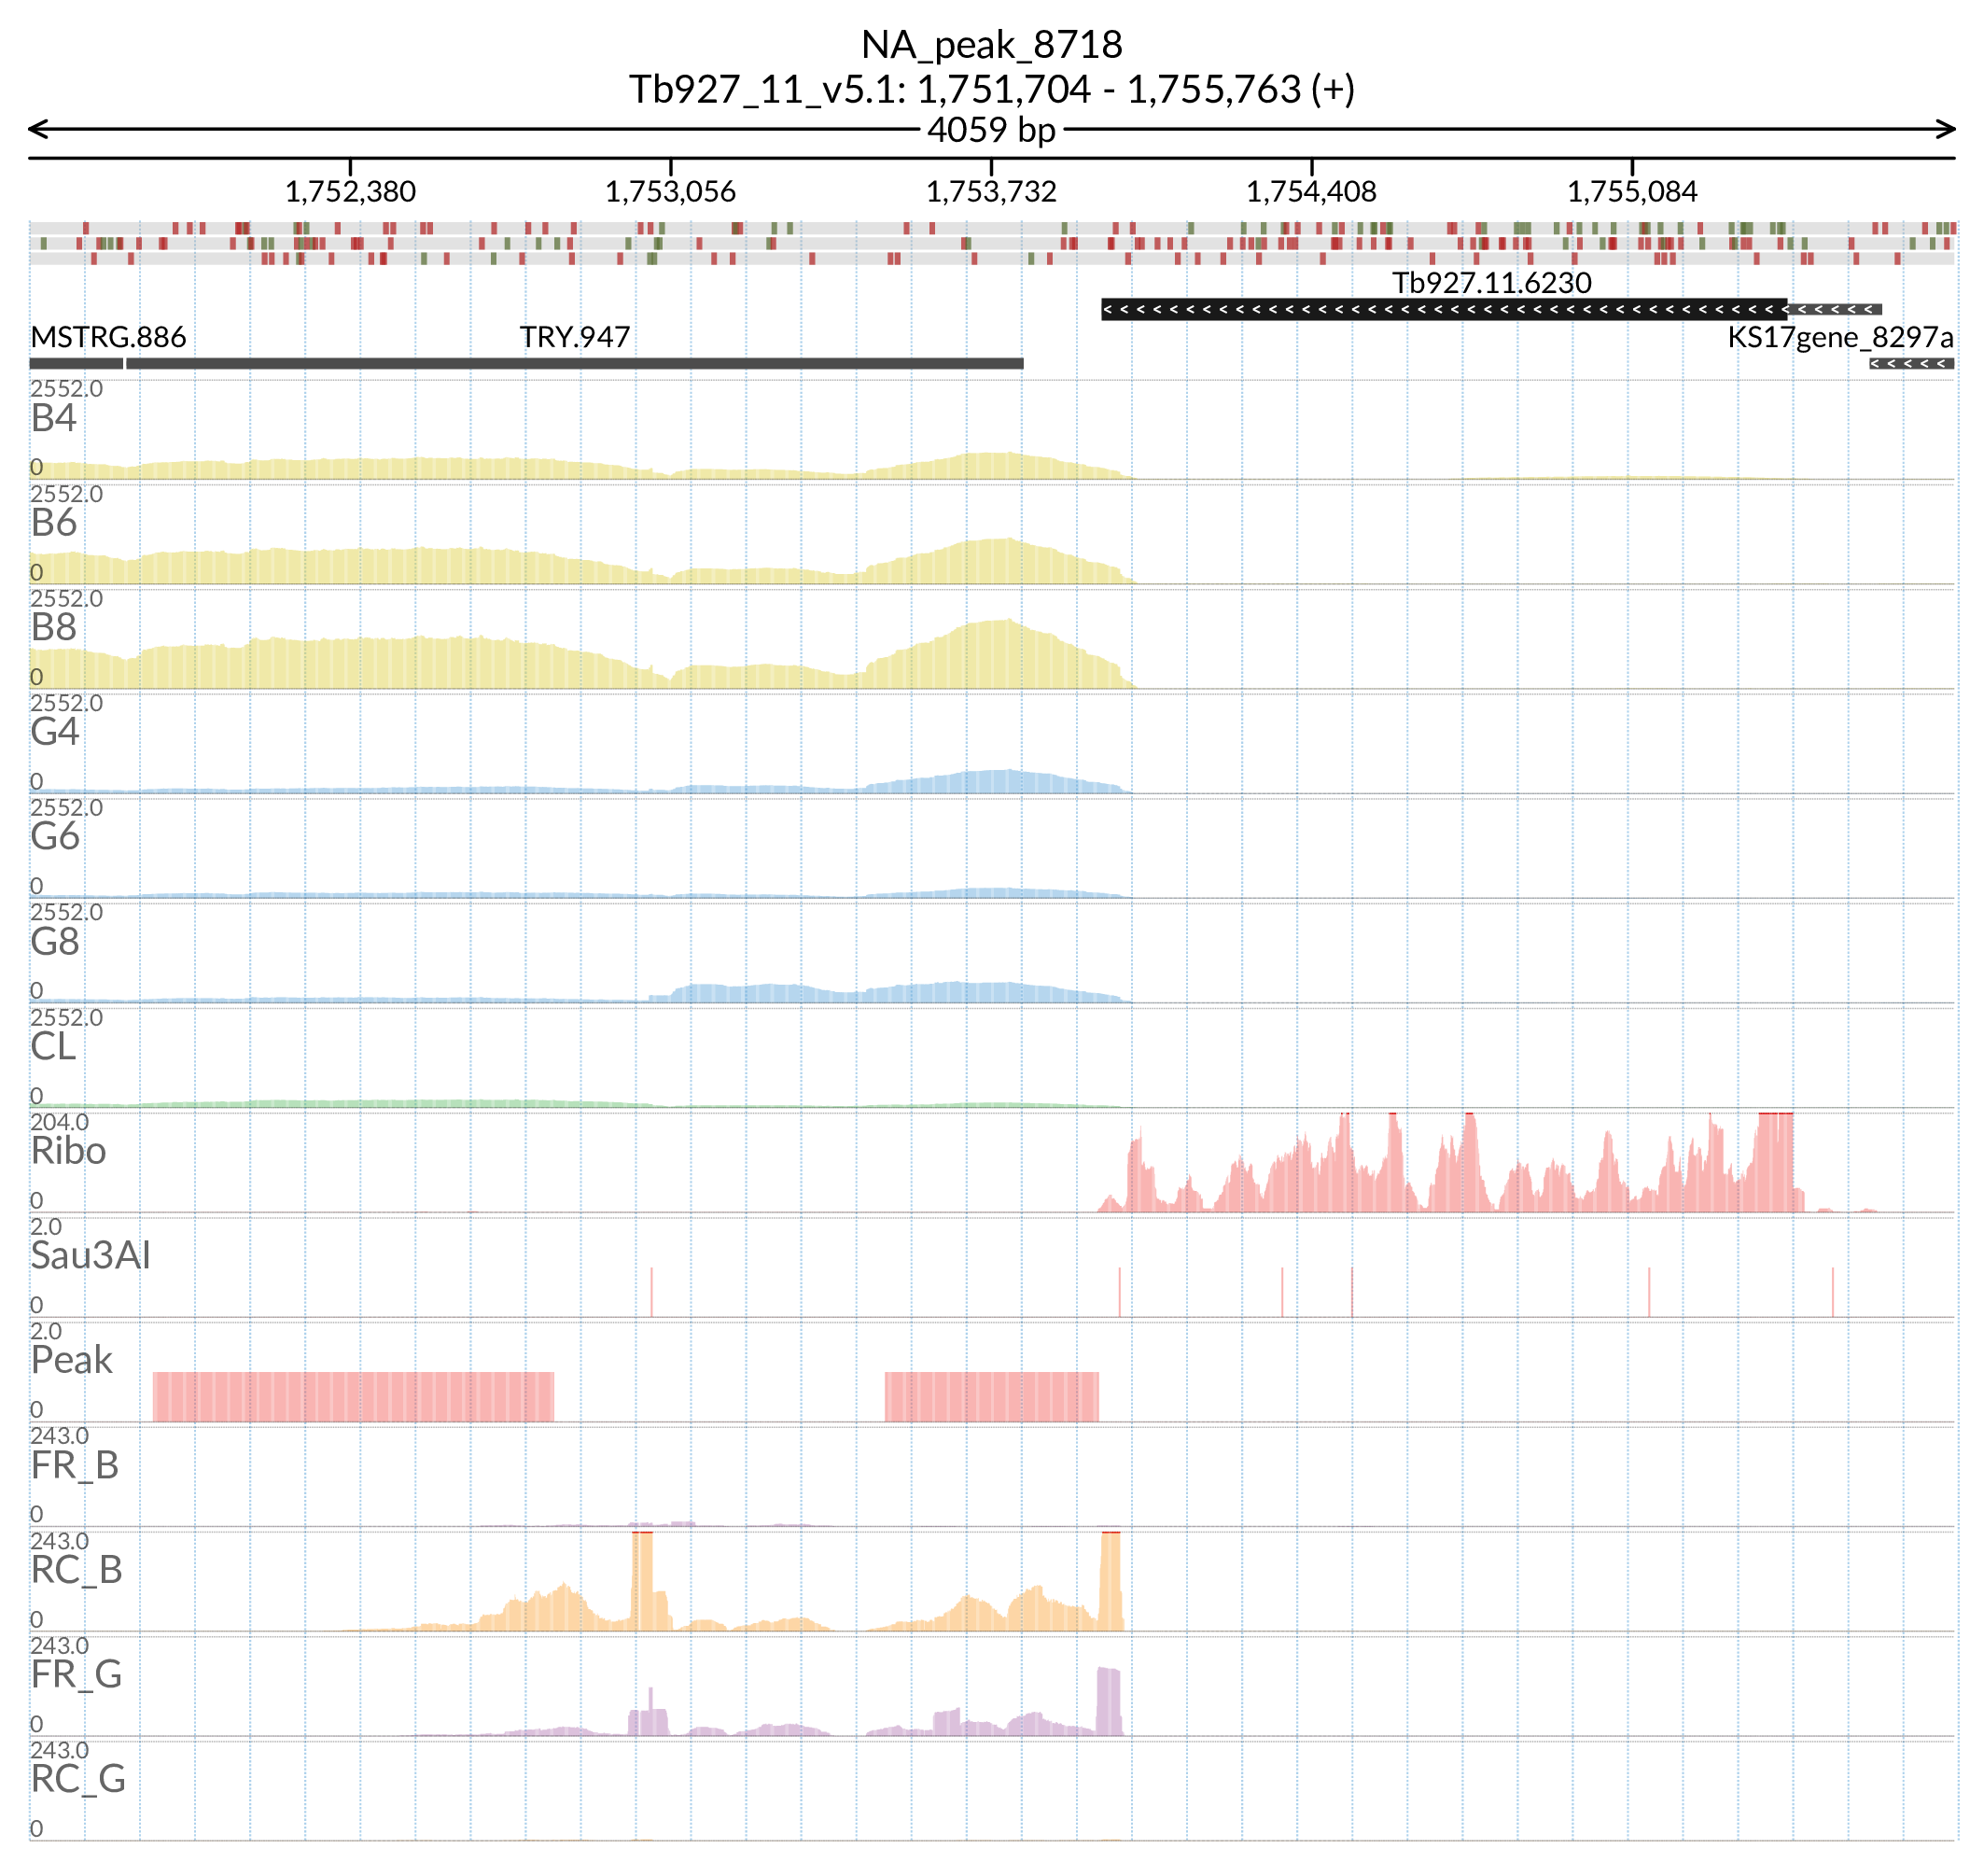 NA_peak_8718
Tb927_11_v5.1: 1,751,704 - 1,755,763 (+)
4059 bp
1,752,380 1,753,056 1,753,732 1,754,408 1,755,084
Tb927.11.6230
MSTRG.886 TRY.947 KS17gene_8297a
2552.0
B4
0
2552.0
B6
0
2552.0
B8
0
2552.0
G4
0
2552.0
G6
0
2552.0
G8
0
2552.0
CL
0
204.0
Ribo
0
2.0
Sau3AI
0
2.0
Peak
0
243.0
FR_B
0
243.0
RC_B
0
243.0
FR_G
0
243.0
RC_G
0